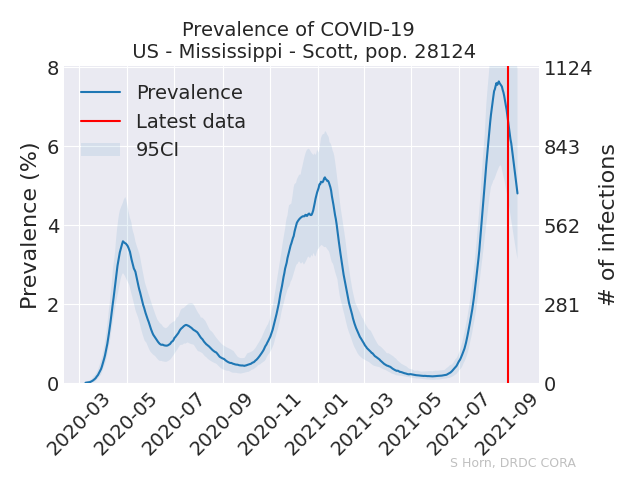 Prevalence of COVID-19
US - Mississippi - Scott, pop. 28124
Prevalence
Latest data
95CI
Prevalence (%)
8
6
4
2
0
# of infections
1124
843
562
281
0
2020-03
2020-05
2020-07
2020-09
2020-11
2021-01
2021-03
2021-05
2021-07
2021-09
S Horn, DRDC CORA